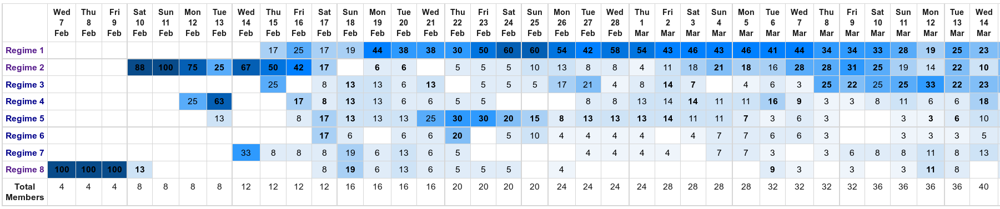 Wed Thu Fri Sat Sun Mon Tue Wed Thu Fri Sat Sun Mon Tue Wed Thu Fri Sat Sun Mon Tue Wed Thu Fri Sat Sun Mon Tue Wed Thu Fri Sat Sun Mon Tue Wed
7 8 9 10 11 12 13 14 15 16 17 18 19 20 21 22 23 24 25 26 27 28 1 2 3 4 5 6 7 8 9 10 11 12 13 14
Feb Feb Feb Feb Feb Feb Feb Feb Feb Feb Feb Feb Feb Feb Feb Feb Feb Feb Feb Feb Feb Feb Mar Mar Mar Mar Mar Mar Mar Mar Mar Mar Mar Mar Mar Mar
Regime 1 17 25 17 19 44 38 38 30 50 60 60 54 42 58 54 43 46 43 46 41 44 34 34 33 28 19 25 23
Regime 2 88 100 75 25 67 50 42 17 6 6 5 5 5 10 13 8 8 4 11 18 21 18 16 28 28 31 25 19 14 22 10
Regime 3 25 8 13 13 6 13 5 5 5 17 21 4 8 14 7 4 6 3 25 22 25 25 33 22 23
Regime 4 25 63 17 8 13 13 6 6 5 5 8 8 13 14 14 11 11 16 9 3 3 8 11 6 6 18
Regime 5 13 8 17 13 13 13 25 30 30 20 15 8 13 13 13 14 11 11 7 3 6 3 3 3 6 10
Regime 6 17 6 6 6 20 5 10 4 4 4 4 4 7 7 6 6 3 3 3 3 5
Regime 7 33 8 8 8 19 6 13 6 5 4 4 4 4 7 7 3 3 6 8 8 11 8 13
Regime 8 100 100 100 13 8 19 6 13 6 5 5 5 4 9 3 3 3 11 8
Total 4 4 4 8 8 8 8 12 12 12 12 16 16 16 16 20 20 20 20 24 24 24 24 28 28 28 28 32 32 32 32 36 36 36 36 40
Members